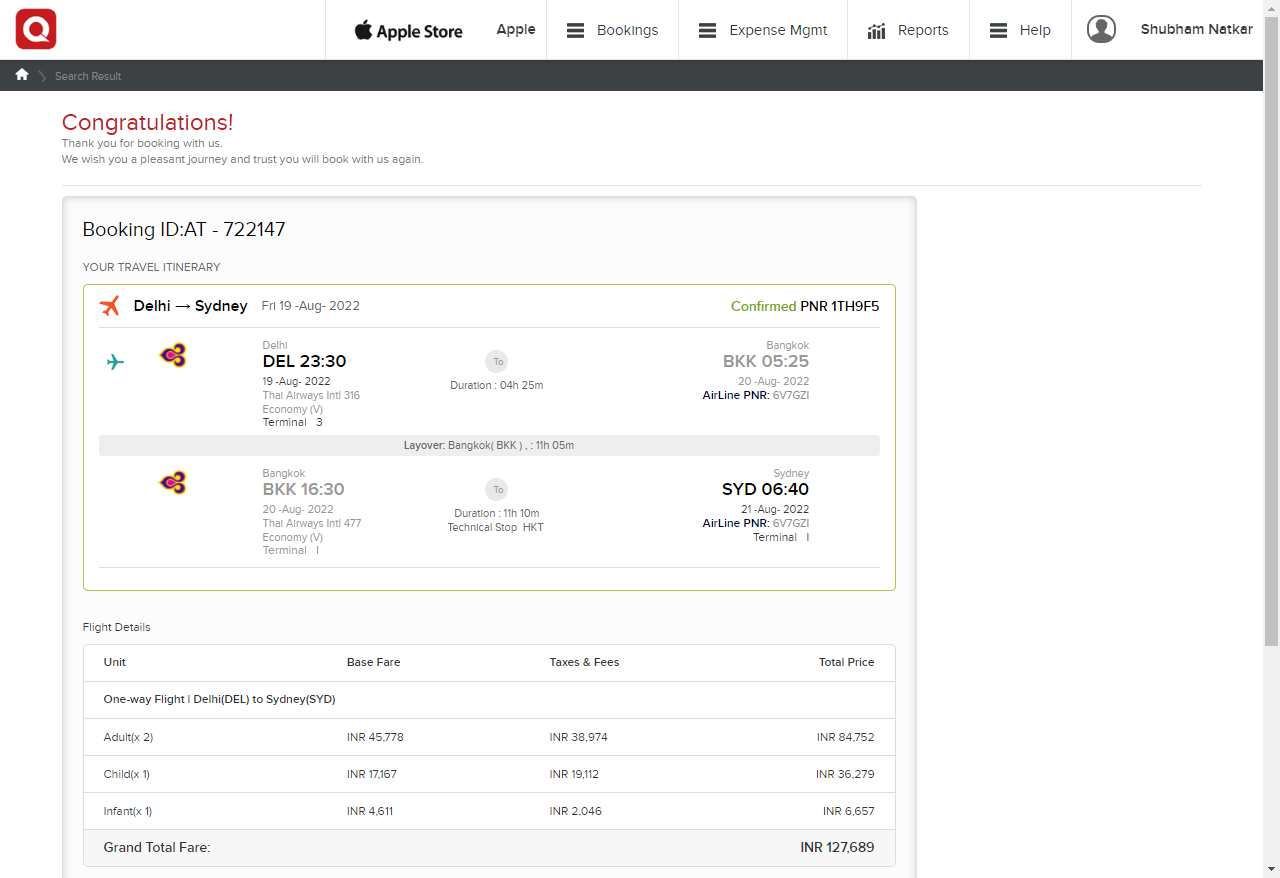 Q
Apple Store
Apple
Bookings
Expense Mgmt
Reports
Help
Shubham Natkar
Search Result
Congratulations!
Thank you for booking with us.
We wish you a pleasant journey and trust you will book with us again.
Booking ID:AT - 722147
YOUR TRAVEL ITINERARY
Delhi → Sydney Fri 19 -Aug- 2022 Confirmed PNR 1TH9F5
Delhi
DEL 23:30
19 -Aug- 2022
Thai Airways Intl 316
Economy (V)
Terminal 3
To
Duration : 04h 25m
Bangkok
BKK 05:25
20 -Aug- 2022
AirLine PNR: 6V7GZI
Layover: Bangkok( BKK ) , : 11h 05m
Bangkok
BKK 16:30
20 -Aug- 2022
Thai Airways Intl 477
Economy (V)
Terminal I
To
Duration : 11h 10m
Technical Stop HKT
Sydney
SYD 06:40
21 -Aug- 2022
AirLine PNR: 6V7GZI
Terminal I
Flight Details
Unit Base Fare Taxes & Fees Total Price
One-way Flight | Delhi(DEL) to Sydney(SYD)
Adult(x 2) INR 45,778 INR 38,974 INR 84,752
Child(x 1) INR 17,167 INR 19,112 INR 36,279
Infant(x 1) INR 4,611 INR 2,046 INR 6,657
Grand Total Fare: INR 127,689